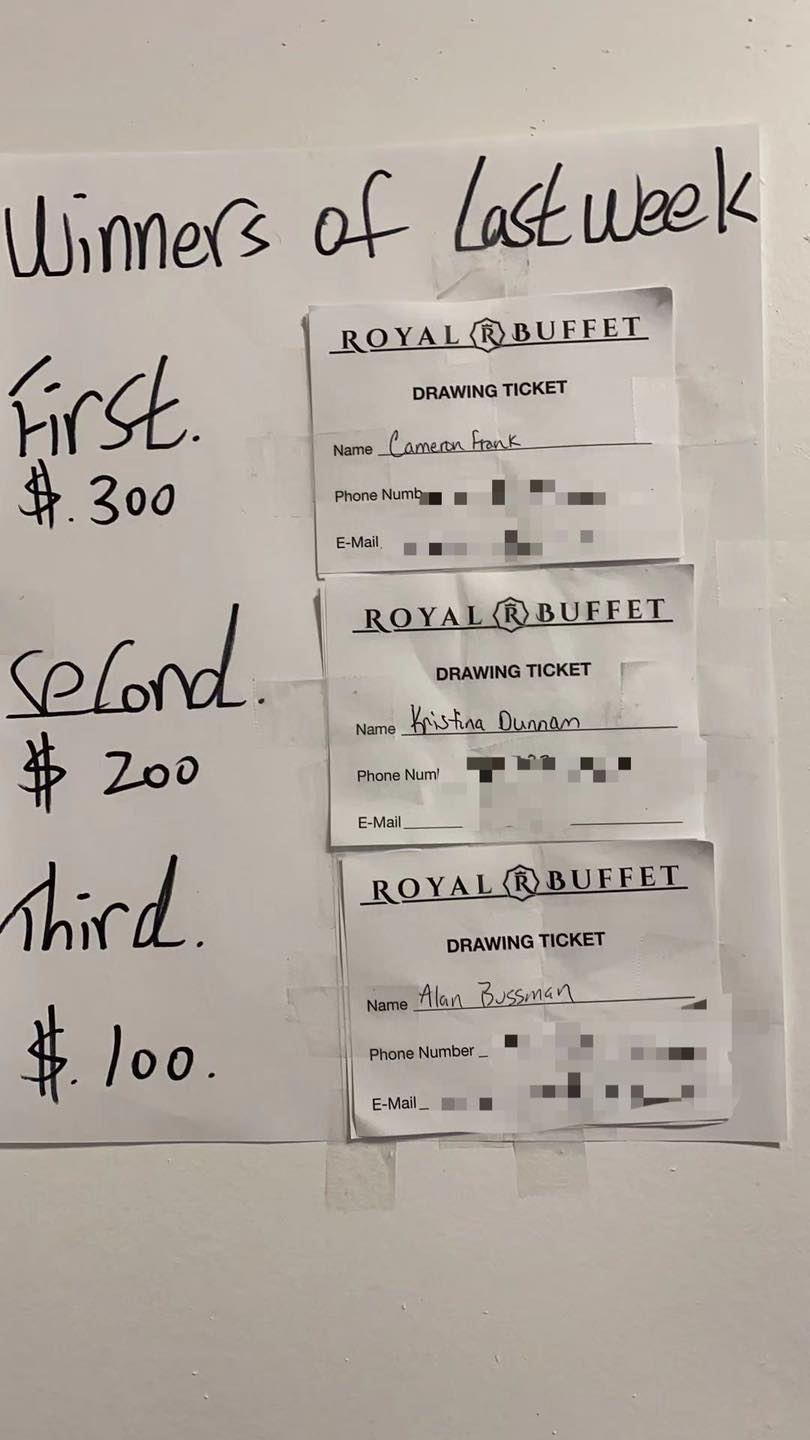 Winners of Last week
First.
$.300
ROYAL R BUFFET
DRAWING TICKET
Name Cameron Frank
Phone Numb
E-Mail
Second.
$ 200
ROYAL R BUFFET
DRAWING TICKET
Name Kristina Dunnam
Phone Num
E-Mail
Third.
$.100.
ROYAL R BUFFET
DRAWING TICKET
Name Alan Bussman
Phone Number
E-Mail